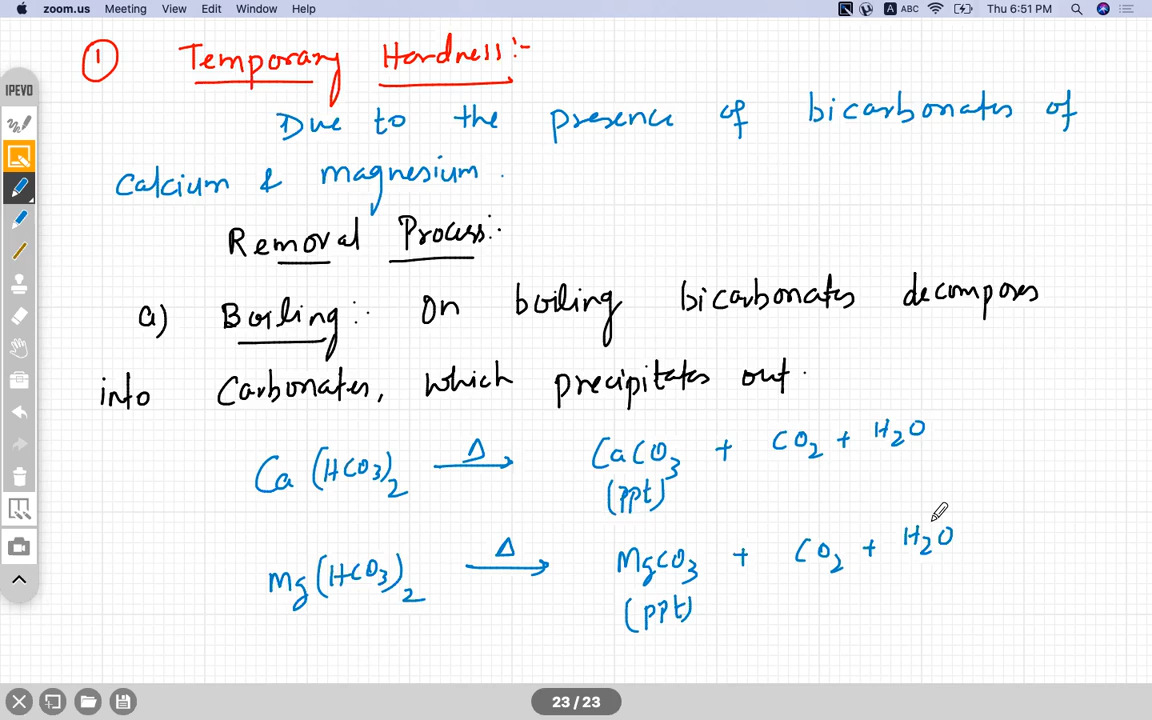 zoom.us Meeting View Edit Window Help A ABC Thu 6:51 PM
① Temporary Hardness:-
IPEVO
Due to the presence of bicarbonates of
Calcium & magnesium.
Removal Process:
a) Boiling: On boiling bicarbonates decomposes
into Carbonates, which precipitates out.
Ca(HCO3)2 Δ→ CaCO3 + CO2 + H2O
(ppt)
Mg(HCO3)2 Δ→ MgCO3 + CO2 + H2O
(ppt)
23/23